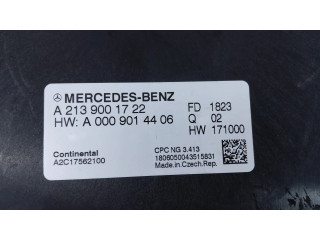 MERCEDES-BENZ
A 213 900 17 22 FD 1823
HW: A 000 901 44 06 Q 02
HW 171000
Continental CPC NG 3.413
A2C17562100 1806050043515831
Made in Czech.Rep.